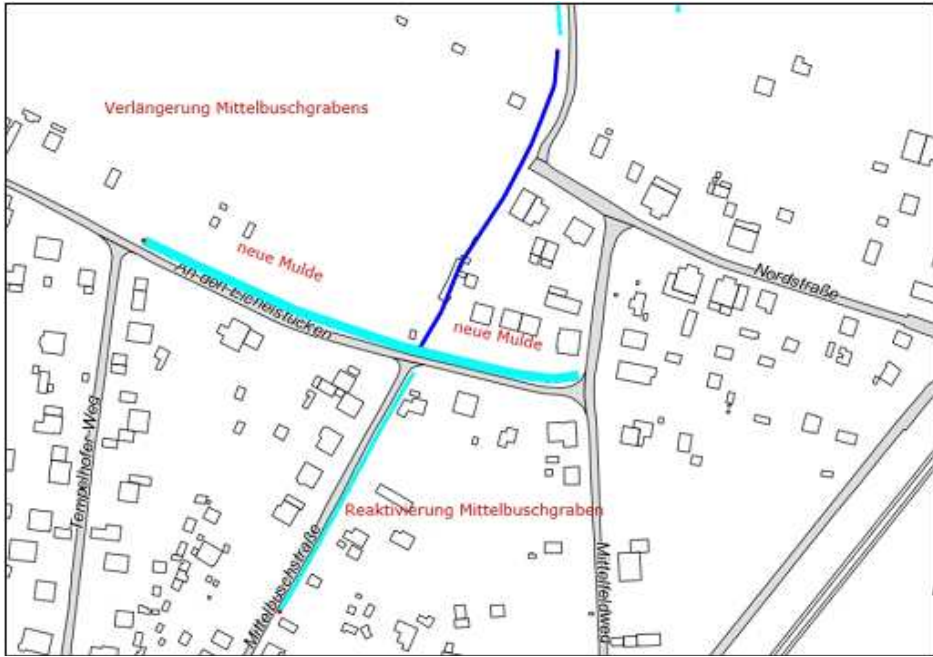 Verlängerung Mittelbuschgrabens
neue Mulde
An den Eichelstücken
Nordstraße
neue Mulde
Tempelhofer-Weg
Reaktivierung Mittelbuschgraben
Mittelbuschstraße
Mittelfeldweg